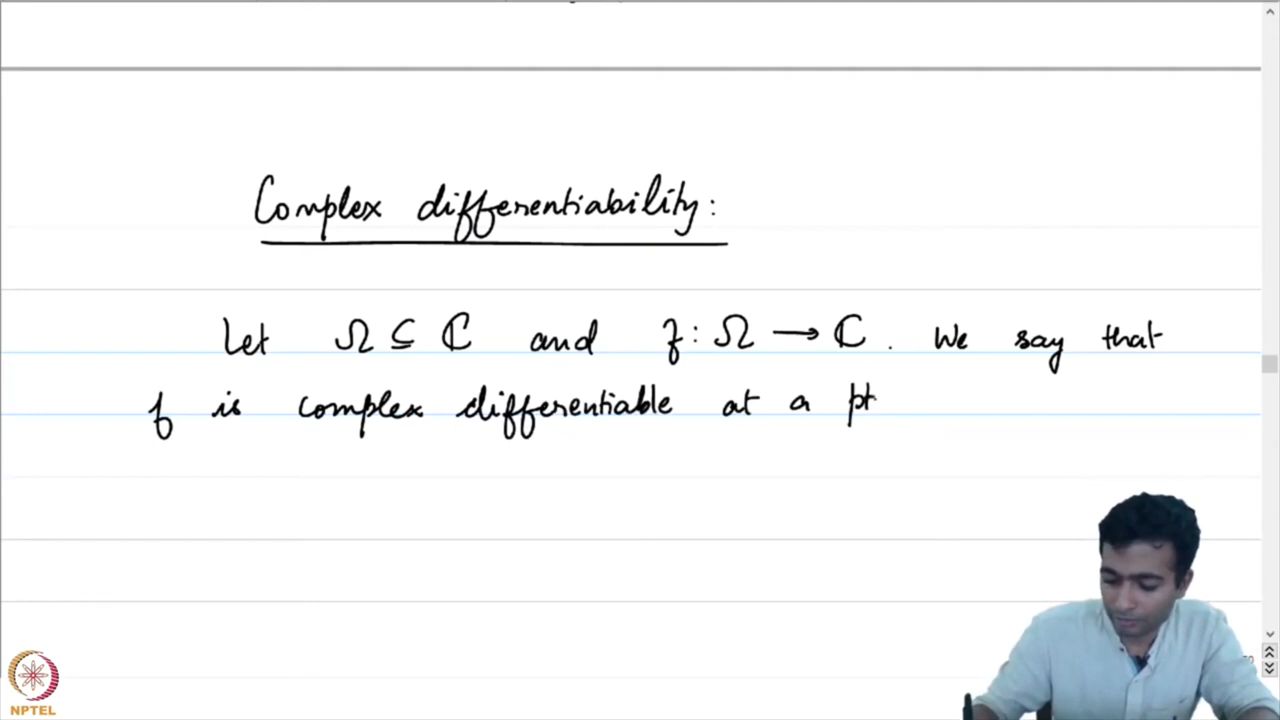 Complex differentiability:
Let Ω ⊆ ℂ and f : Ω → ℂ . We say that
f is complex differentiable at a pt
NPTEL